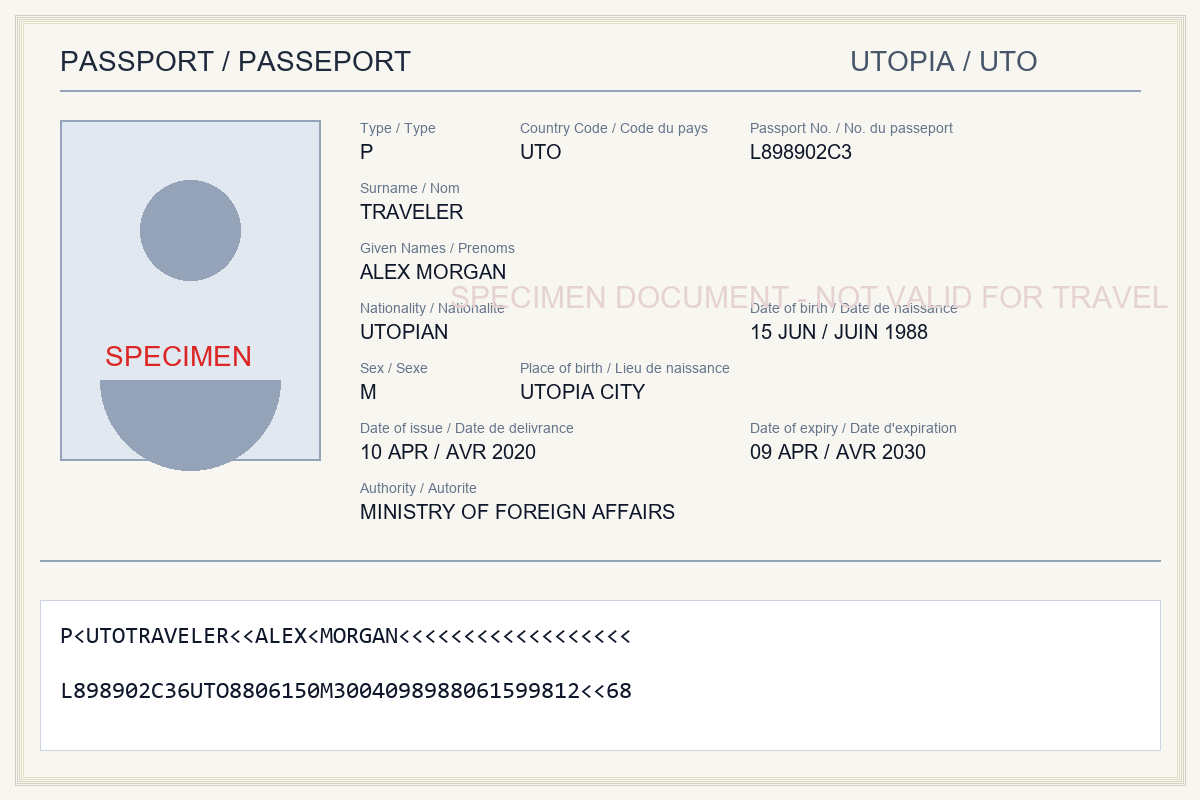 PASSPORT / PASSEPORT UTOPIA / UTO
Type / Type Country Code / Code du pays Passport No. / No. du passeport
P UTO L898902C3
Surname / Nom
TRAVELER
Given Names / Prenoms
ALEX MORGAN
SPECIMEN DOCUMENT - NOT VALID FOR TRAVEL
Nationality / Nationalite Date of birth / Date de naissance
UTOPIAN 15 JUN / JUIN 1988
SPECIMEN
Sex / Sexe Place of birth / Lieu de naissance
M UTOPIA CITY
Date of issue / Date de delivrance Date of expiry / Date d'expiration
10 APR / AVR 2020 09 APR / AVR 2030
Authority / Autorite
MINISTRY OF FOREIGN AFFAIRS
P<UTOTRAVELER<<ALEX<MORGAN<<<<<<<<<<<<<<<<<<
L898902C36UTO8806150M3004098988061599812<<68